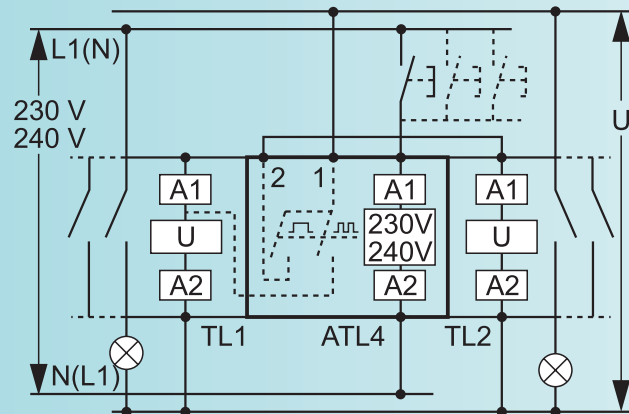 L1(N)
230 V
240 V
U
2 1
A1
A1
A1
U
230V
240V
U
A2
A2
A2
TL1
ATL4
TL2
N(L1)